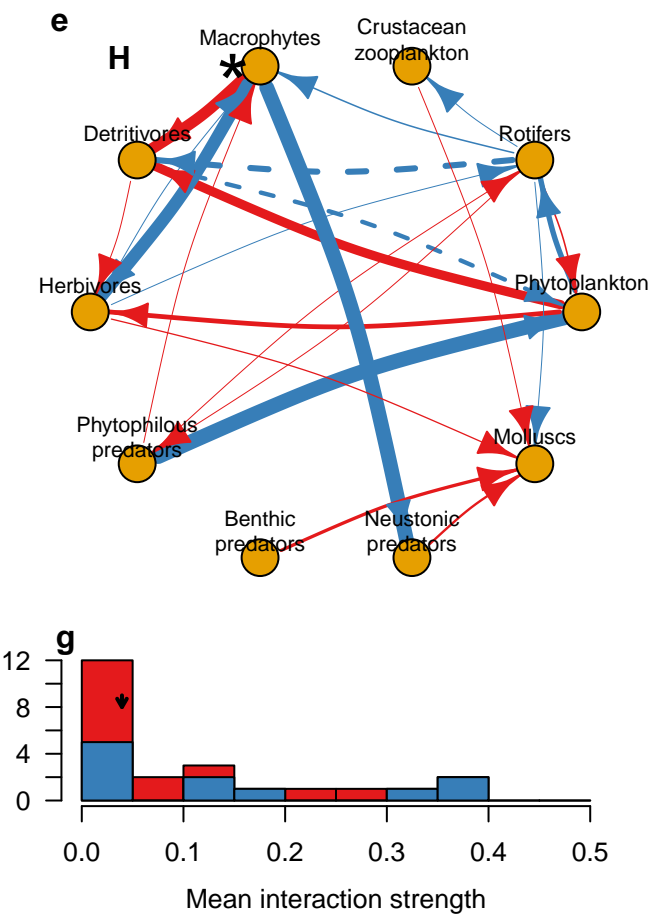 e
H
*
Macrophytes
Crustacean
zooplankton
Detritivores
Rotifers
Herbivores
Phytoplankton
Phytophilous
predators
Molluscs
Benthic
predators
Neustonic
predators
g
12
8
4
0
0.0 0.1 0.2 0.3 0.4 0.5
Mean interaction strength